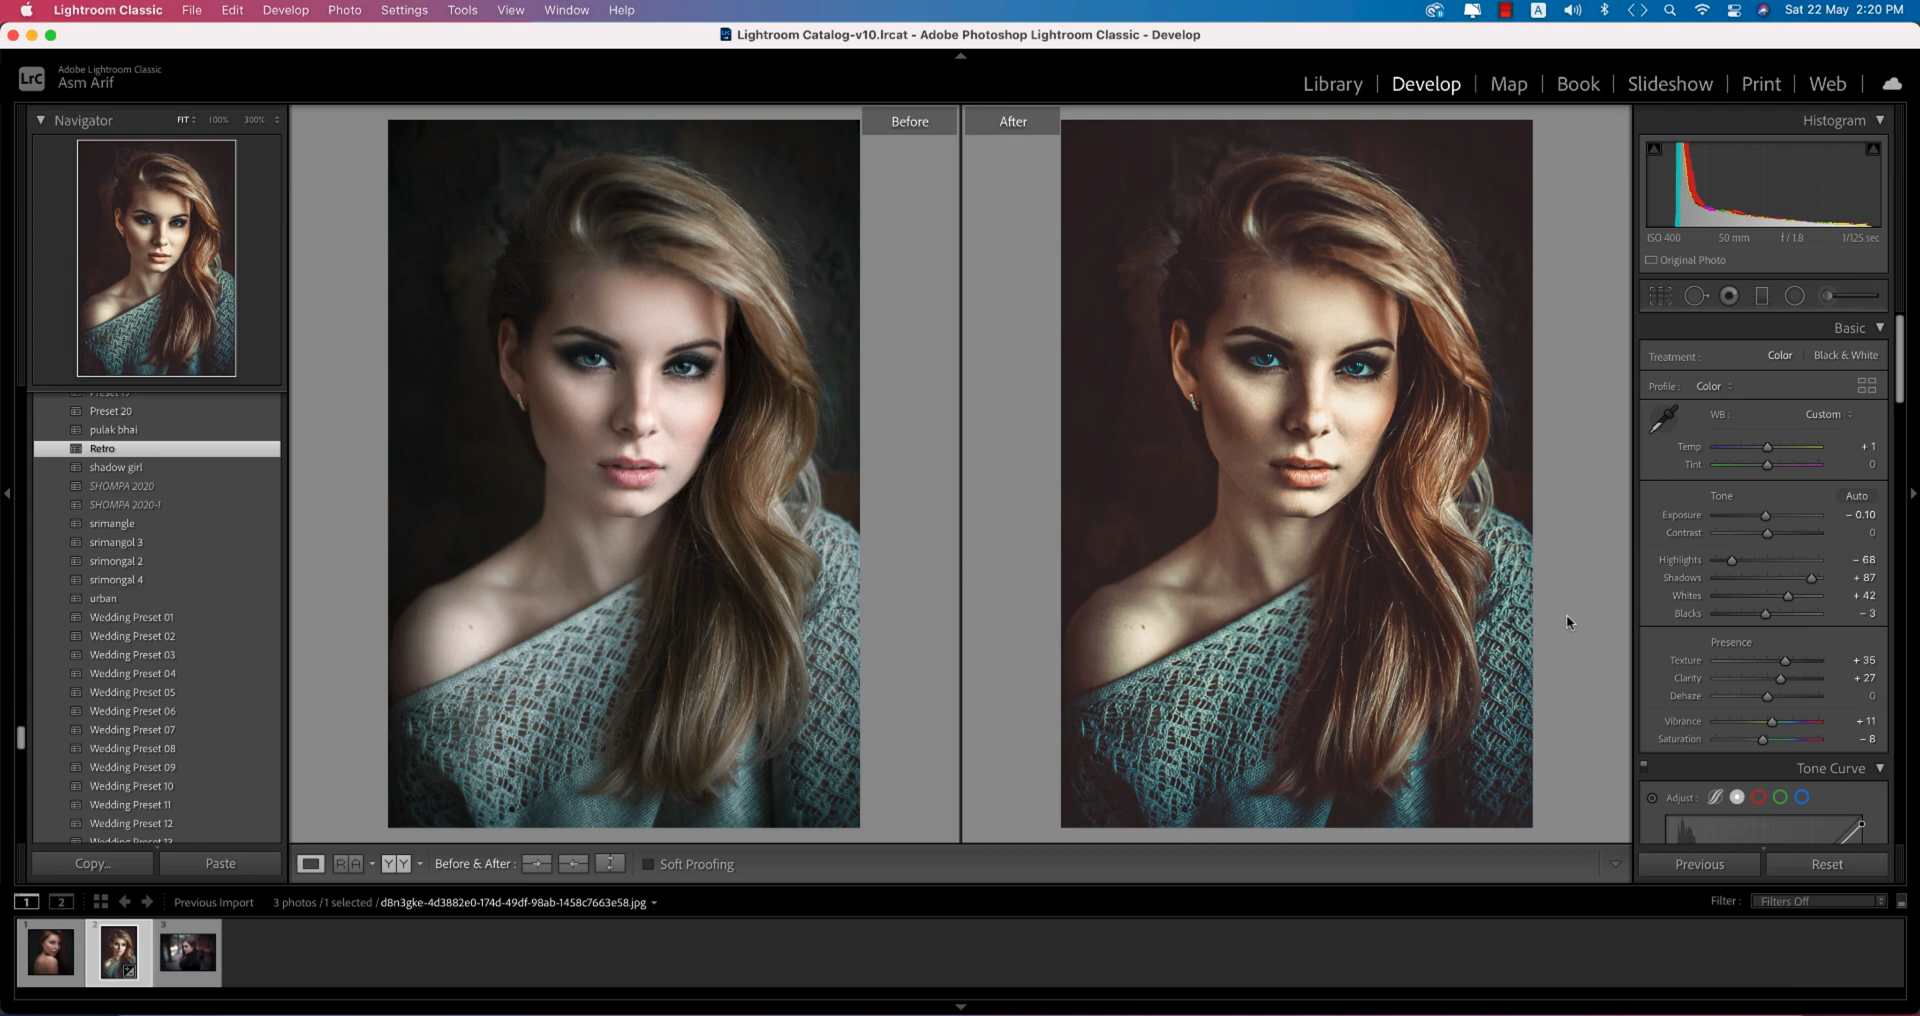 Lightroom Classic File Edit Develop Photo Settings Tools View Window Help A Sat 22 May 2:20 PM
Lightroom Catalog-v10.lrcat - Adobe Photoshop Lightroom Classic - Develop
LrC Adobe Lightroom Classic
Asm Arif
Library | Develop | Map | Book | Slideshow | Print | Web
Navigator FIT 100% 300%
Preset 19
Preset 20
pulak bhai
Retro
shadow girl
SHOMPA 2020
SHOMPA 2020-1
srimangle
srimangol 3
srimongal 2
srimongal 4
urban
Wedding Preset 01
Wedding Preset 02
Wedding Preset 03
Wedding Preset 04
Wedding Preset 05
Wedding Preset 06
Wedding Preset 07
Wedding Preset 08
Wedding Preset 09
Wedding Preset 10
Wedding Preset 11
Wedding Preset 12
Wedding Preset 13
Copy... Paste
Before
After
Histogram
ISO 400 50 mm f / 1.8 1/125 sec
Original Photo
Basic
Treatment : Color | Black & White
Profile : Color
WB : Custom
Temp + 1
Tint 0
Tone Auto
Exposure – 0.10
Contrast 0
Highlights – 68
Shadows + 87
Whites + 42
Blacks – 3
Presence
Texture + 35
Clarity + 27
Dehaze 0
Vibrance + 11
Saturation – 8
Tone Curve
Adjust :
Previous Reset
R A Y Y Before & After : Soft Proofing
1 2 Previous Import 3 photos /1 selected /d8n3gke-4d3882e0-174d-49df-98ab-1458c7663e58.jpg Filter : Filters Off
1 2 3